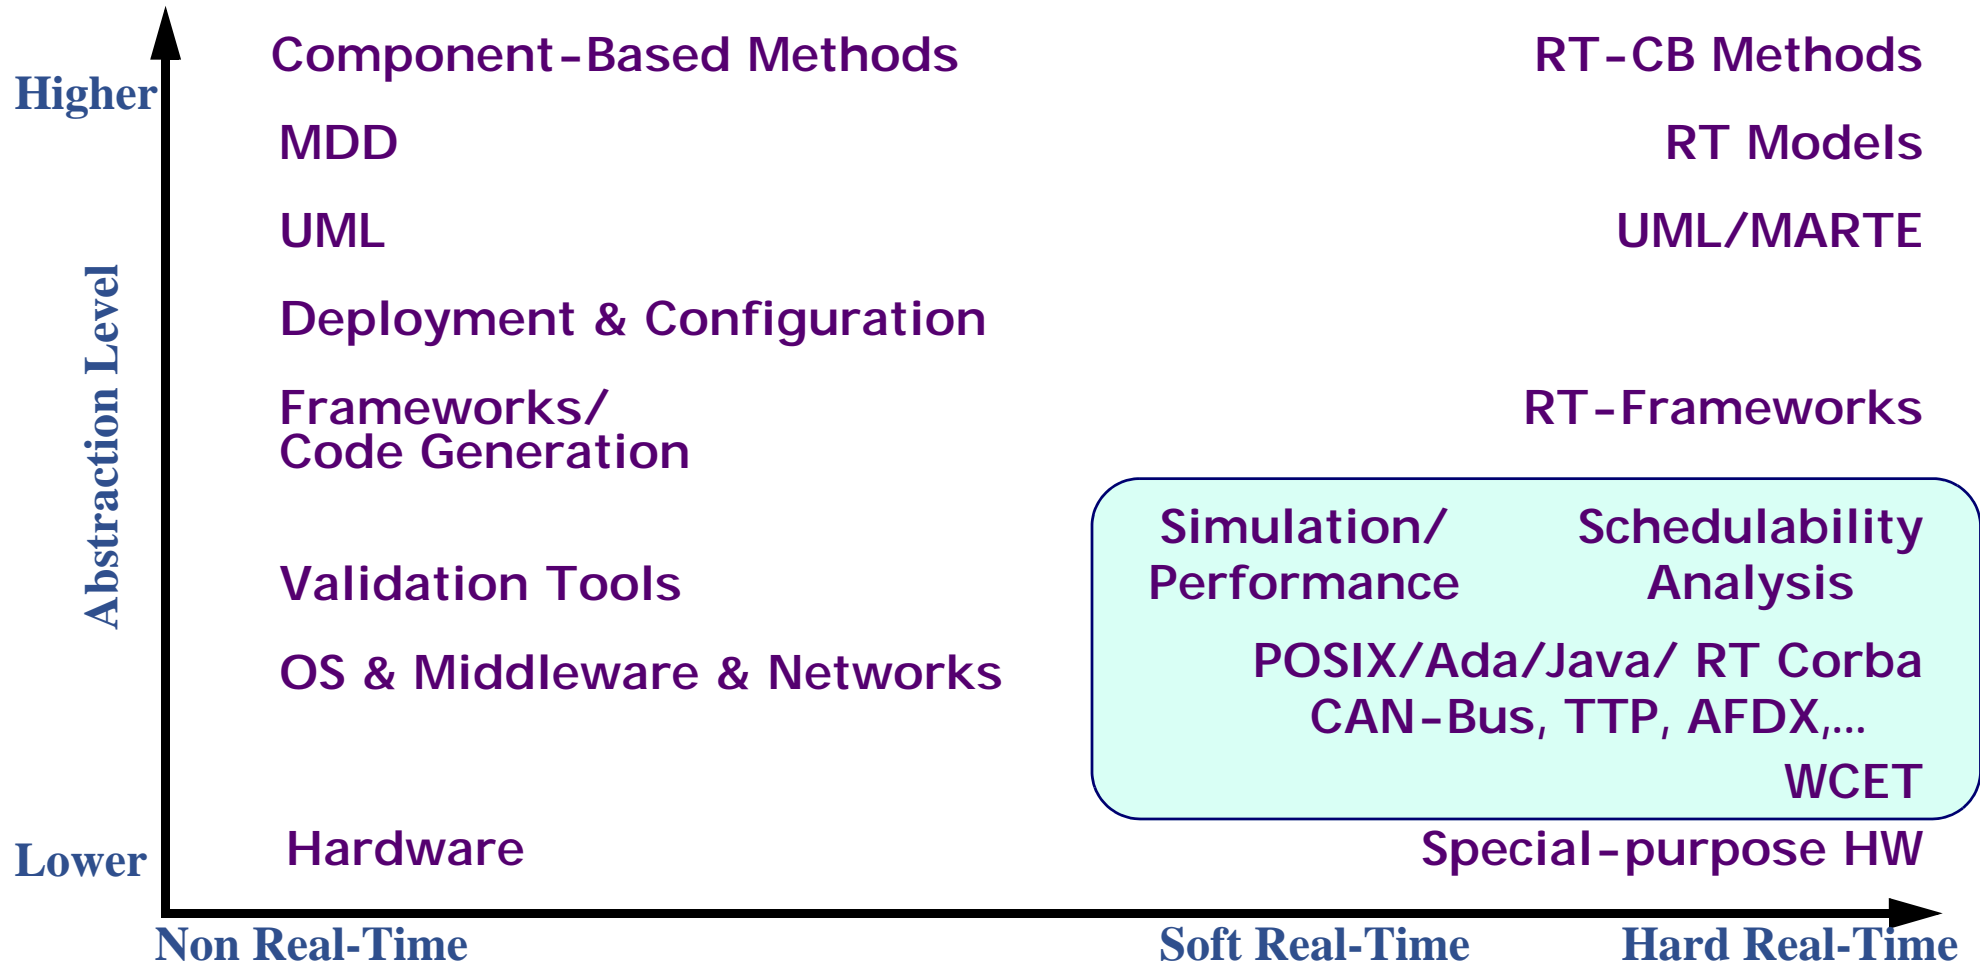 Component-Based Methods RT-CB Methods
Higher
MDD RT Models
UML UML/MARTE
Abstraction Level
Deployment & Configuration
Frameworks/ RT-Frameworks
Code Generation
Simulation/ Schedulability
Validation Tools Performance Analysis
OS & Middleware & Networks POSIX/Ada/Java/ RT Corba
CAN-Bus, TTP, AFDX,...
WCET
Lower Hardware Special-purpose HW
Non Real-Time Soft Real-Time Hard Real-Time